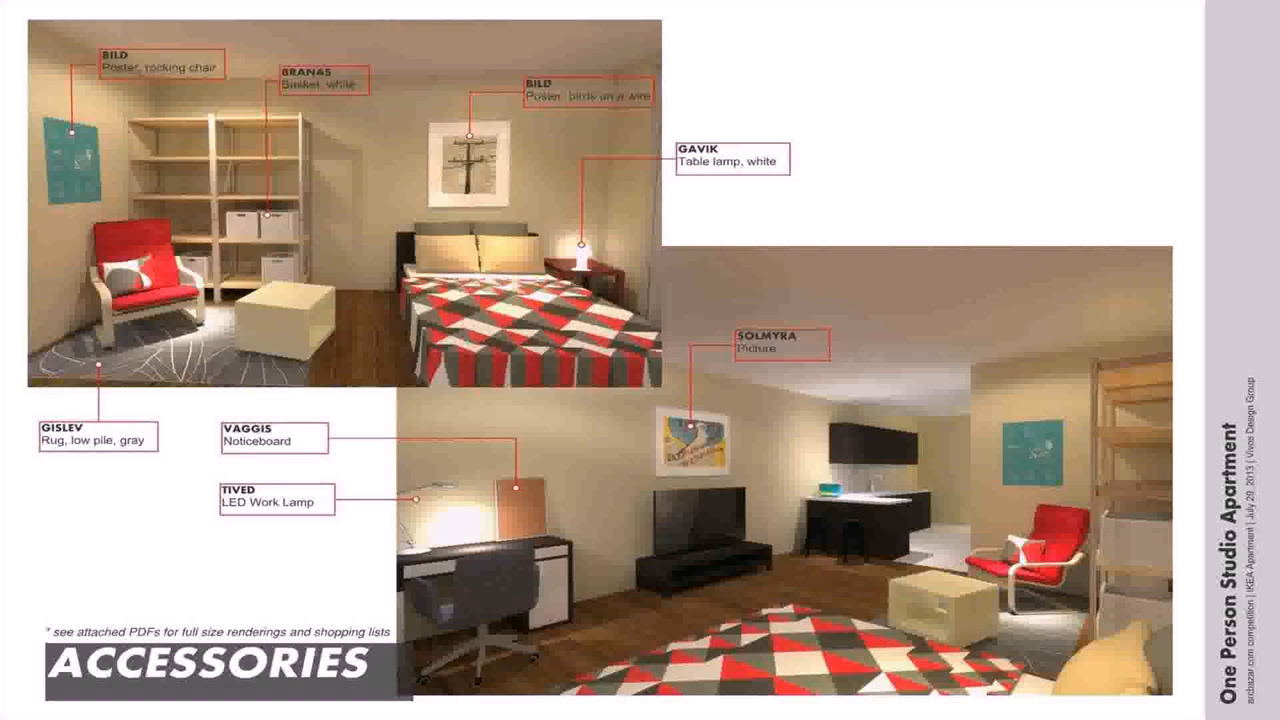 BILD
Poster, rocking chair
BRANÄS
Basket, white
BILD
Poster, birds on a wire
GAVIK
Table lamp, white
SOLMYRA
Picture
GISLEV
Rug, low pile, gray
VAGGIS
Noticeboard
TIVED
LED Work Lamp
* see attached PDFs for full size renderings and shopping lists
ACCESSORIES
One Person Studio Apartment
arcbazar.com competition | IKEA Apartment | July 29, 2013 | Vivos Design Group